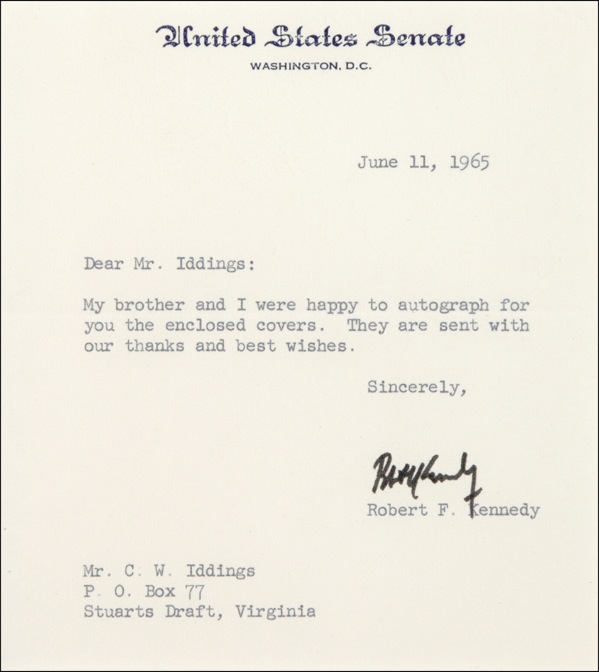 United States Senate
WASHINGTON, D.C.
June 11, 1965
Dear Mr. Iddings:
My brother and I were happy to autograph for
you the enclosed covers. They are sent with
our thanks and best wishes.
Sincerely,
Robt Kennedy
Robert F. Kennedy
Mr. C. W. Iddings
P. O. Box 77
Stuarts Draft, Virginia